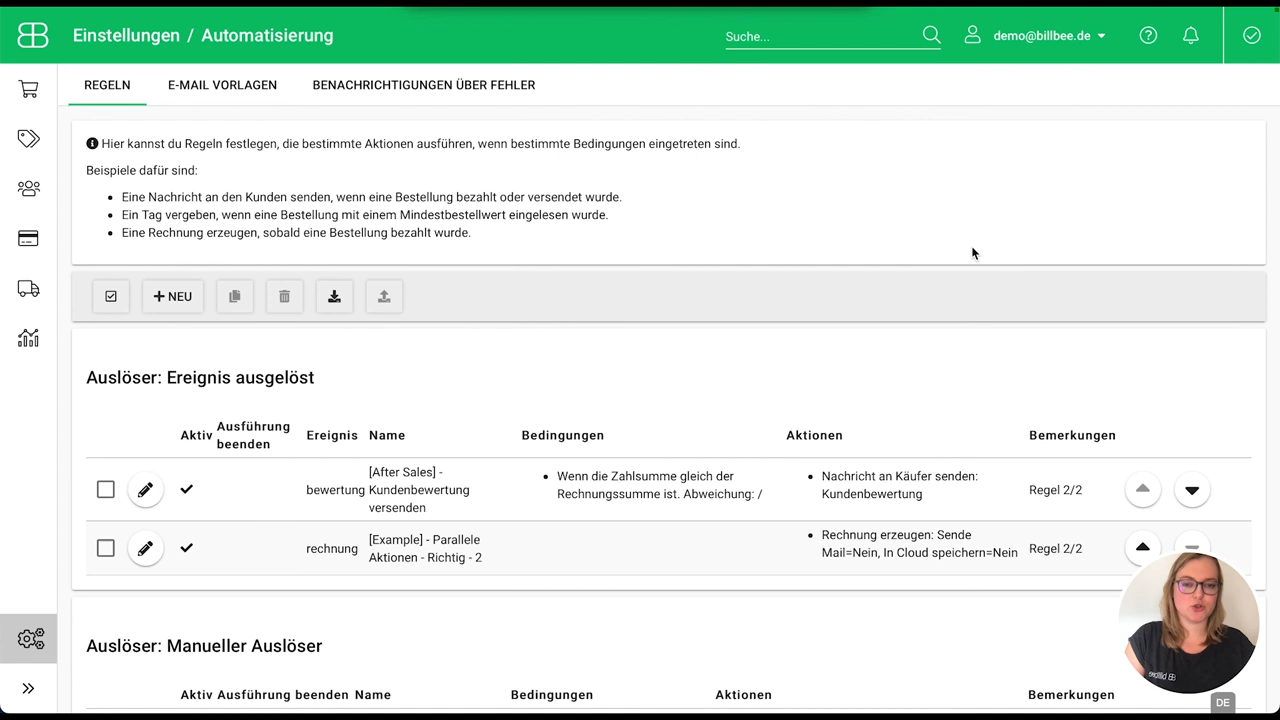 Einstellungen / Automatisierung
Suche...
demo@billbee.de
REGELN
E-MAIL VORLAGEN
BENACHRICHTIGUNGEN ÜBER FEHLER
Hier kannst du Regeln festlegen, die bestimmte Aktionen ausführen, wenn bestimmte Bedingungen eingetreten sind.
Beispiele dafür sind:
Eine Nachricht an den Kunden senden, wenn eine Bestellung bezahlt oder versendet wurde.
Ein Tag vergeben, wenn eine Bestellung mit einem Mindestbestellwert eingelesen wurde.
Eine Rechnung erzeugen, sobald eine Bestellung bezahlt wurde.
NEU
Auslöser: Ereignis ausgelöst
Aktiv
Ausführung
beenden
Ereignis
Name
Bedingungen
Aktionen
Bemerkungen
bewertung
[After Sales] -
Kundenbewertung
versenden
Wenn die Zahlsumme gleich der
Rechnungssumme ist. Abweichung: /
Nachricht an Käufer senden:
Kundenbewertung
Regel 2/2
rechnung
[Example] - Parallele
Aktionen - Richtig - 2
Rechnung erzeugen: Sende
Mail=Nein, In Cloud speichern=Nein
Regel 2/2
Auslöser: Manueller Auslöser
Aktiv
Ausführung beenden
Name
Bedingungen
Aktionen
Bemerkungen
DE